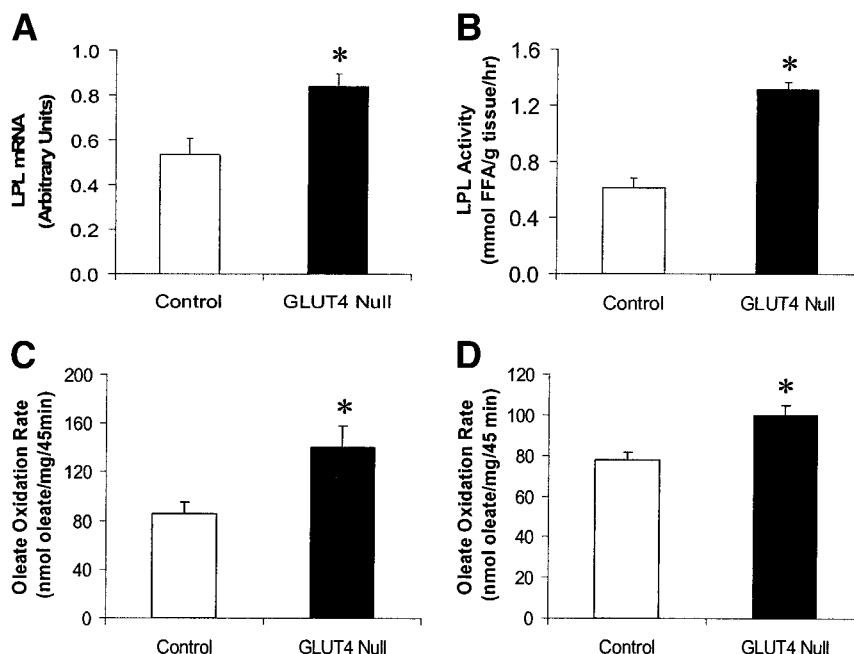 A
LPL mRNA
(Arbitrary Units)
1.0
0.8
0.6
0.4
0.2
0.0
*
Control
GLUT4 Null
B
LPL Activity
(mmol FFA/g tissue/hr)
1.6
1.2
0.8
0.4
0.0
*
Control
GLUT4 Null
C
Oleate Oxidation Rate
(nmol oleate/mg/45min)
200
160
120
80
40
0
*
Control
GLUT4 Null
D
Oleate Oxidation Rate
(nmol oleate/mg/45 min)
120
100
80
60
40
20
0
*
Control
GLUT4 Null